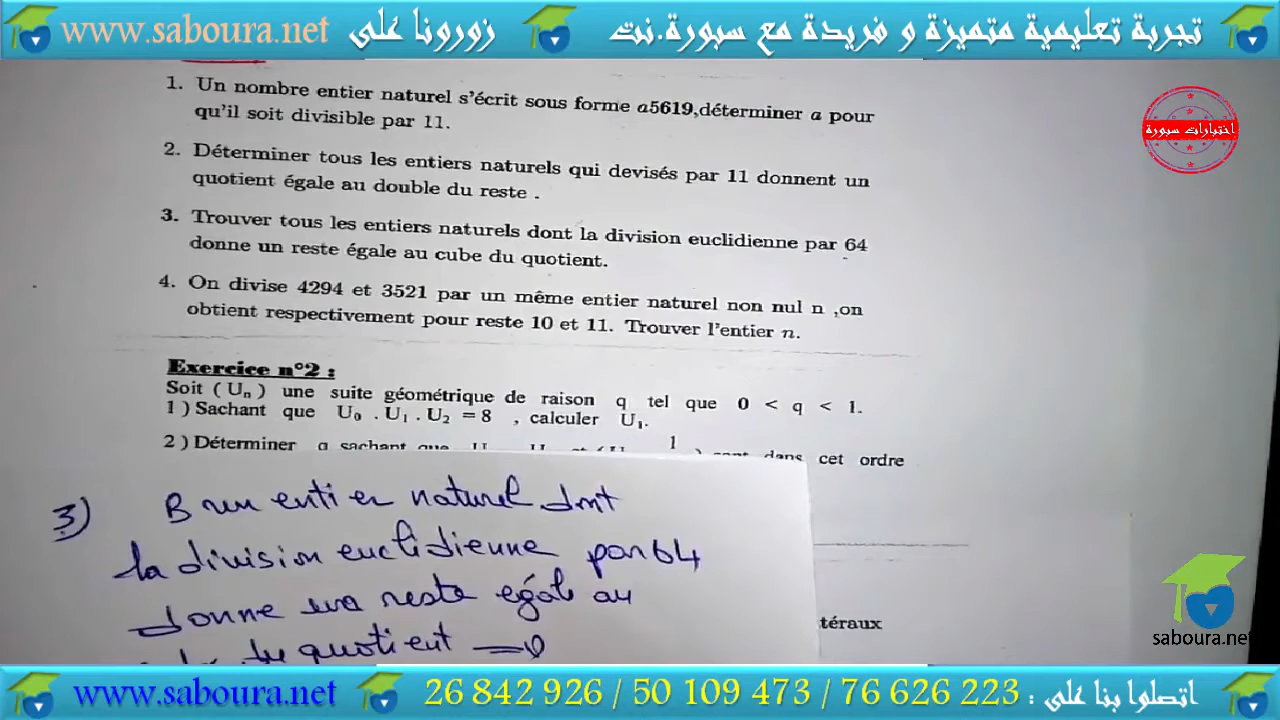 www.saboura.net زورونا على تجربة تعليمية متميزة و فريدة مع سبورة.نت
1. Un nombre entier naturel s'écrit sous forme a5619,déterminer a pour
qu'il soit divisible par 11.
اختبارات سبورة
2. Déterminer tous les entiers naturels qui devisés par 11 donnent un
quotient égale au double du reste .
3. Trouver tous les entiers naturels dont la division euclidienne par 64
donne un reste égale au cube du quotient.
4. On divise 4294 et 3521 par un même entier naturel non nul n ,on
obtient respectivement pour reste 10 et 11. Trouver l'entier n.
Exercice n°2 :
Soit ( Un ) une suite géométrique de raison q tel que 0 < q < 1.
1 ) Sachant que U0 . U1 . U2 = 8 , calculer U1.
2 ) Déterminer q sachant que 1 sont dans cet ordre
3) B un entier naturel dont
la division euclidienne par 64
donne un reste egal au
du quotient
téraux
saboura.net
www.saboura.net 26 842 926 / 50 109 473 / 76 626 223 : اتصلوا بنا على